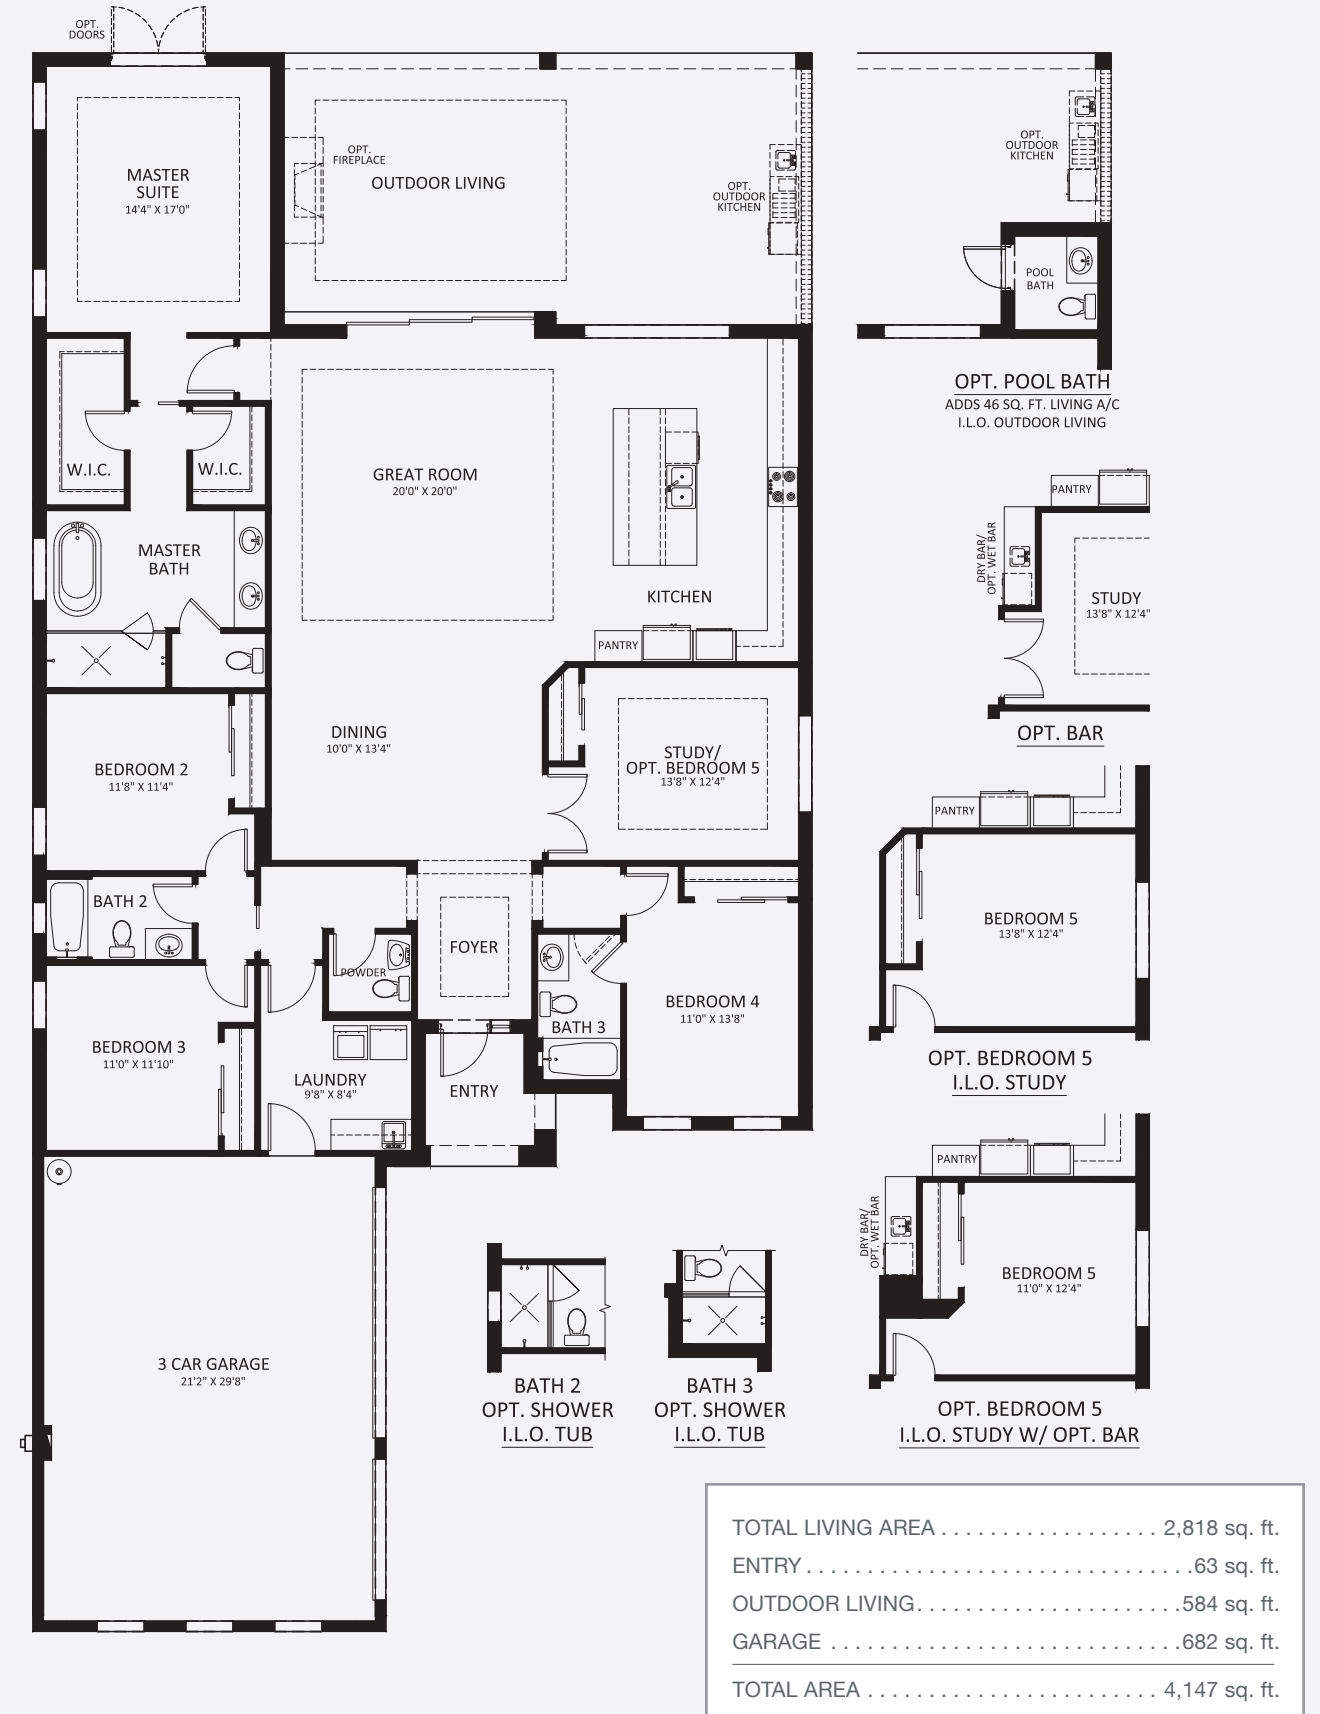 OPT.
DOORS
MASTER
SUITE
14'4" X 17'0"
OPT.
FIREPLACE
OUTDOOR LIVING
OPT.
OUTDOOR
KITCHEN
OPT.
OUTDOOR
KITCHEN
POOL
BATH
OPT. POOL BATH
ADDS 46 SQ. FT. LIVING A/C
I.L.O. OUTDOOR LIVING
W.I.C.
W.I.C.
GREAT ROOM
20'0" X 20'0"
MASTER
BATH
KITCHEN
PANTRY
PANTRY
DRY BAR/
OPT. WET BAR
STUDY
13'8" X 12'4"
OPT. BAR
DINING
10'0" X 13'4"
STUDY/
OPT. BEDROOM 5
13'8" X 12'4"
BEDROOM 2
11'8" X 11'4"
PANTRY
BEDROOM 5
13'8" X 12'4"
OPT. BEDROOM 5
I.L.O. STUDY
BATH 2
FOYER
POWDER
BEDROOM 4
11'0" X 13'8"
BATH 3
BEDROOM 3
11'0" X 11'10"
LAUNDRY
9'8" X 8'4"
ENTRY
PANTRY
DRY BAR/
OPT. WET BAR
BEDROOM 5
11'0" X 12'4"
OPT. BEDROOM 5
I.L.O. STUDY W/ OPT. BAR
3 CAR GARAGE
21'2" X 29'8"
BATH 2
OPT. SHOWER
I.L.O. TUB
BATH 3
OPT. SHOWER
I.L.O. TUB
TOTAL LIVING AREA . . . . . . . . . . . . . . . . . . 2,818 sq. ft.
ENTRY . . . . . . . . . . . . . . . . . . . . . . . . . . . . . . . .63 sq. ft.
OUTDOOR LIVING. . . . . . . . . . . . . . . . . . . . . .584 sq. ft.
GARAGE . . . . . . . . . . . . . . . . . . . . . . . . . . . . .682 sq. ft.
TOTAL AREA . . . . . . . . . . . . . . . . . . . . . . . . 4,147 sq. ft.